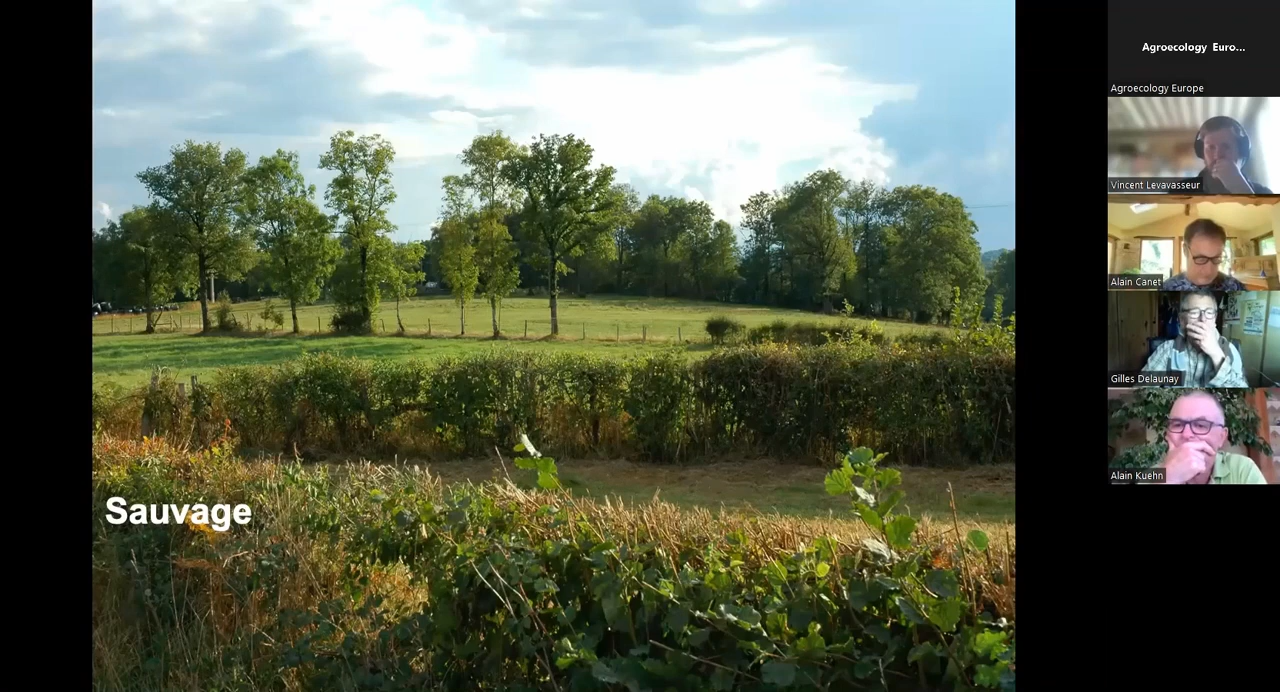 Sauvage
Agroecology Euro...
Agroecology Europe
Vincent Levavasseur
Alain Canet
Gilles Delaunay
Alain Kuehn